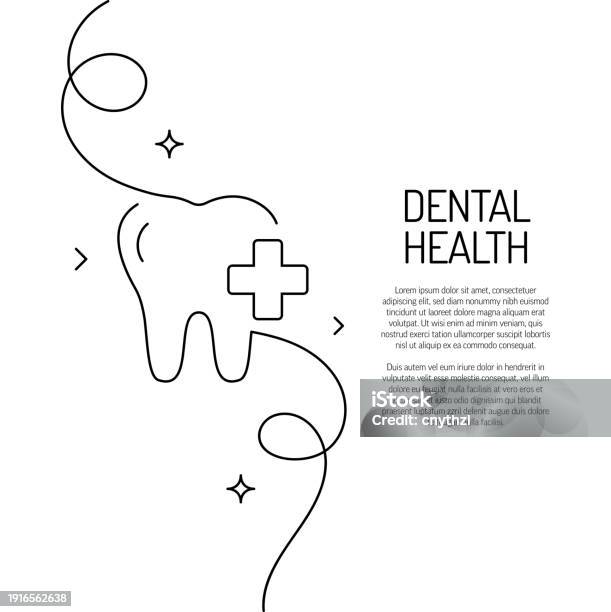 DENTAL
HEALTH
Lorem ipsum dolor sit amet, consectetuer
adipiscing elit, sed diam nonummy nibh
euismod tincidunt ut laoreet dolore
magna aliquam erat volutpat. Ut wisi enim
ad minim veniam, quis nostrud exerci
tation ullamcorper suscipit lobortis nisl
ut aliquip ex ea commodo consequat.
Duis autem vel eum iriure dolor in hendrerit in
vulputate velit esse molestie consequat, vel
illum dolore eu feugiat nulla facilisis at
vero eros et accumsan
iusto odio dignissim qui blandit
praesent luptatum zzril delenit augue duis dolore
te feugait nulla facilisi.
iStock
Credit: cnythzl
1916562638